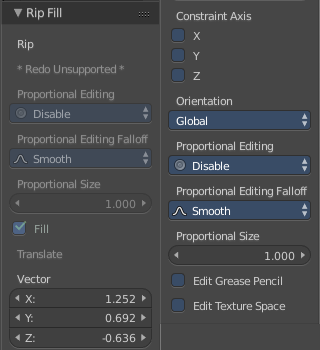 Rip Fill
Rip
* Redo Unsupported *
Proportional Editing
Disable
Proportional Editing Falloff
Smooth
Proportional Size
1.000
Fill
Translate
Vector
X: 1.252
Y: 0.692
Z: -0.636
Constraint Axis
X
Y
Z
Orientation
Global
Proportional Editing
Disable
Proportional Editing Falloff
Smooth
Proportional Size
1.000
Edit Grease Pencil
Edit Texture Space